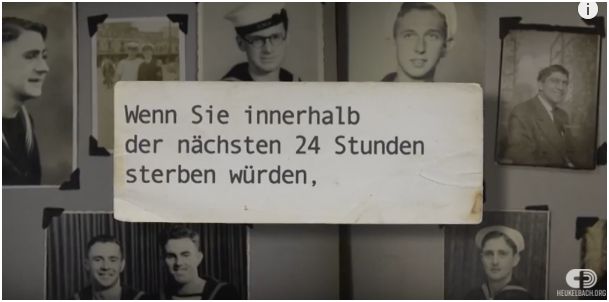 Wenn Sie innerhalb
der nächsten 24 Stunden
sterben würden,
HEUKELBACH.ORG